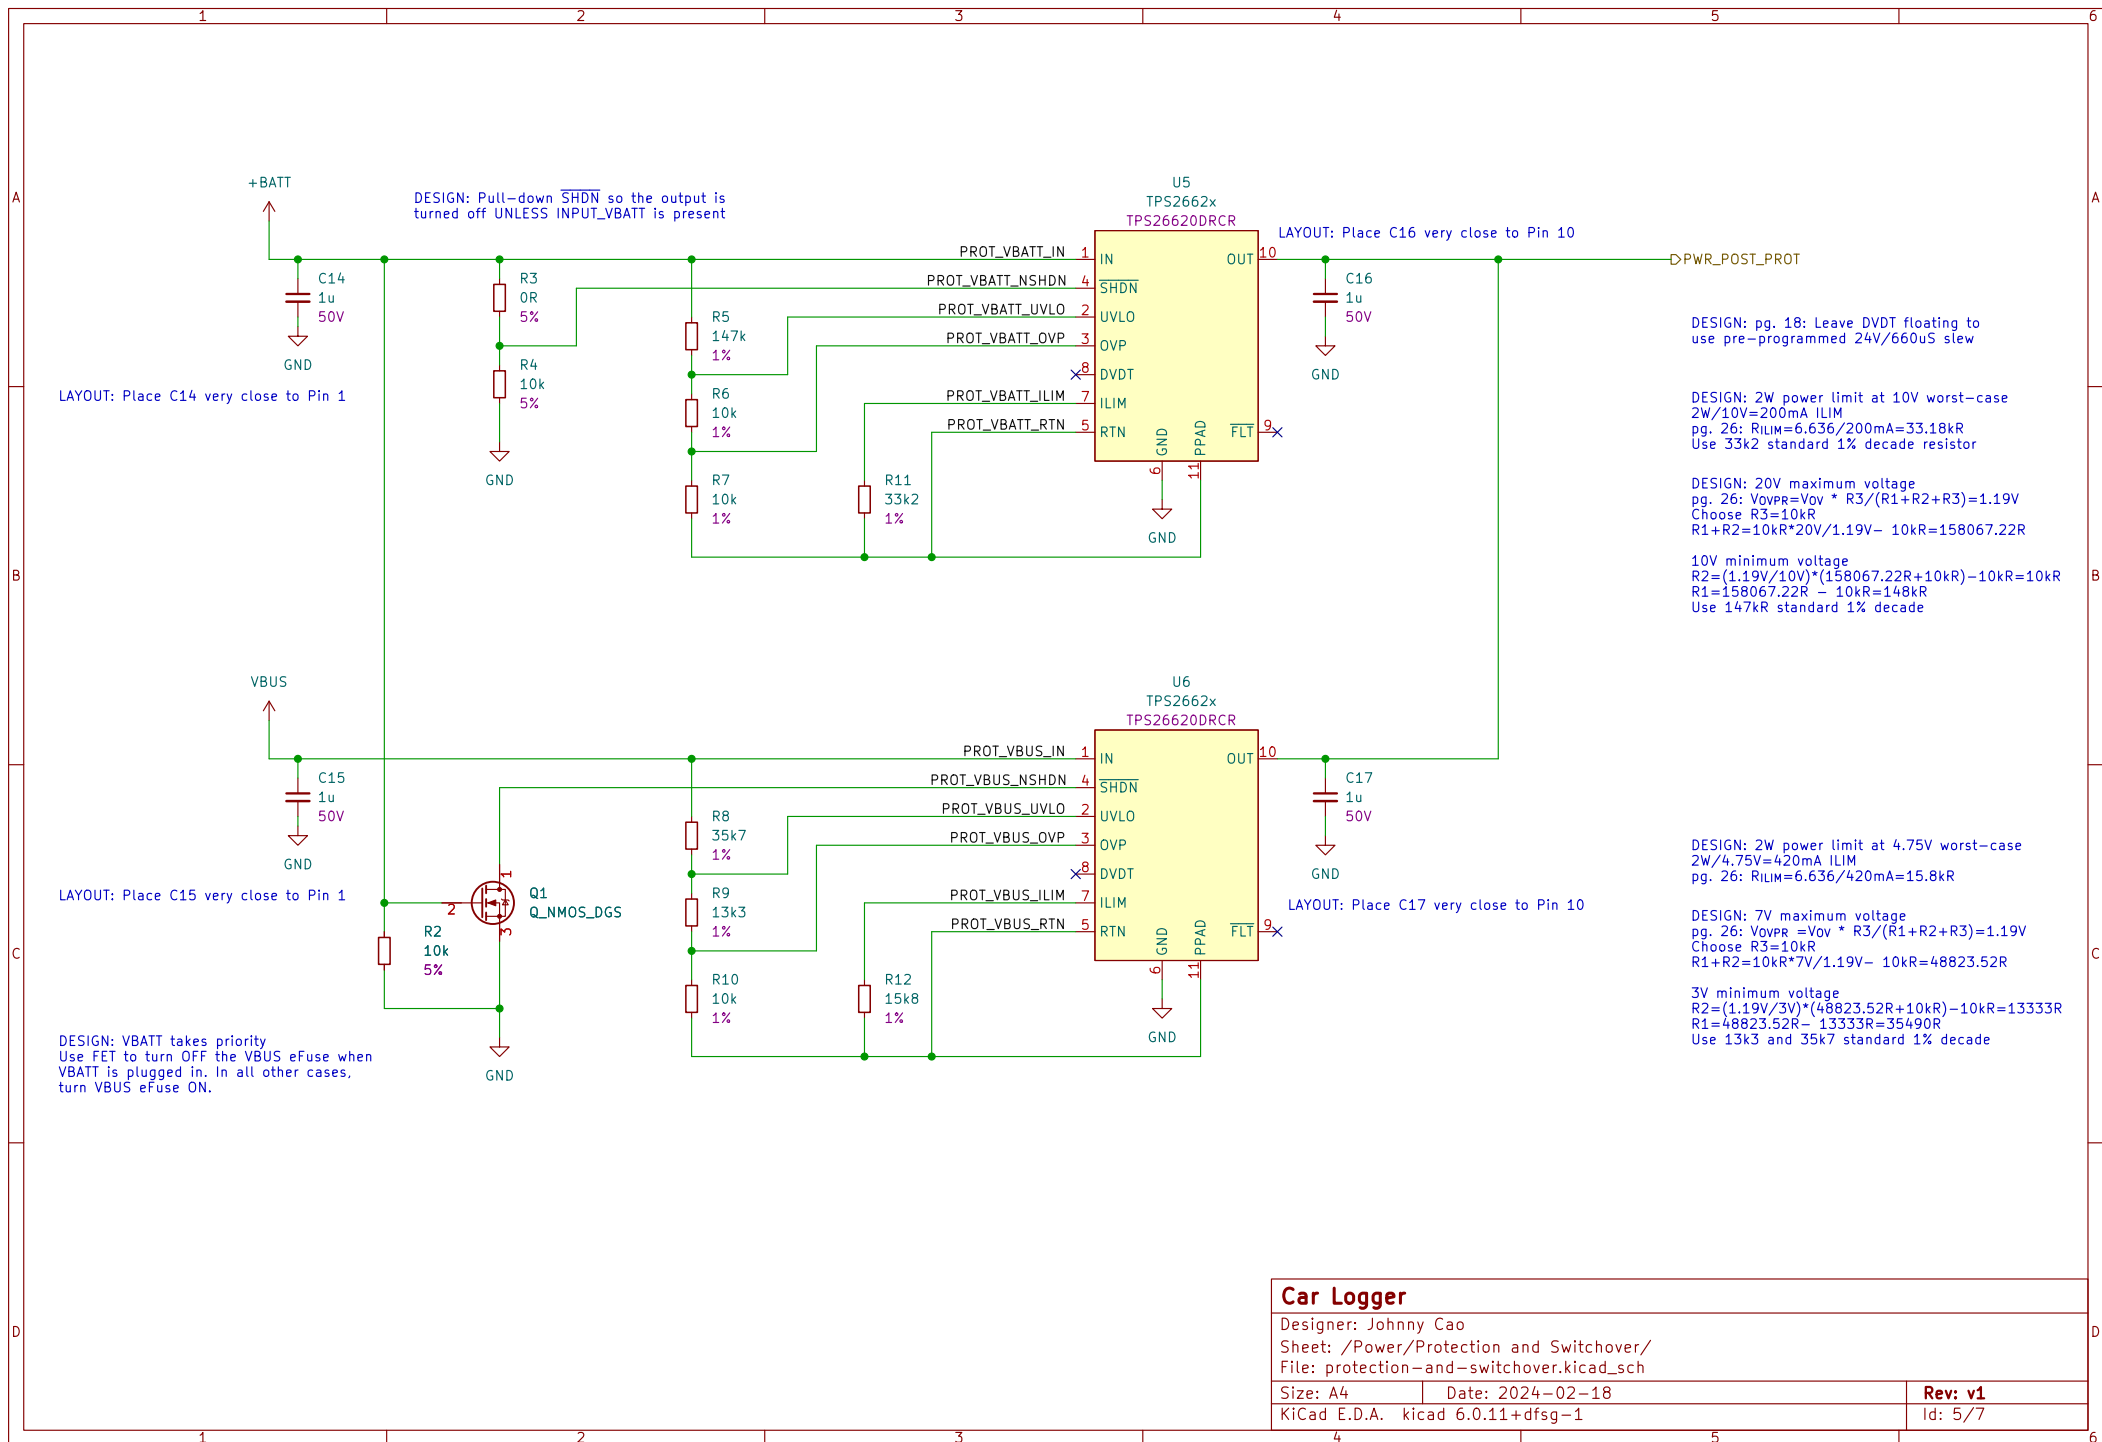 1 2 3 4 5 6
A
B
C
D
+BATT
DESIGN: Pull-down SHDN so the output is
turned off UNLESS INPUT_VBATT is present
C14
1u
50V
GND
LAYOUT: Place C14 very close to Pin 1
R3
0R
5%
R4
10k
5%
GND
R5
147k
1%
R6
10k
1%
R7
10k
1%
R11
33k2
1%
PROT_VBATT_IN
PROT_VBATT_NSHDN
PROT_VBATT_UVLO
PROT_VBATT_OVP
PROT_VBATT_ILIM
PROT_VBATT_RTN
U5
TPS2662x
TPS26620DRCR
1 IN
4 SHDN
2 UVLO
3 OVP
8 DVDT
7 ILIM
5 RTN
OUT 10
FLT 9
GND 6
PPAD 11
GND
LAYOUT: Place C16 very close to Pin 10
C16
1u
50V
GND
PWR_POST_PROT
DESIGN: pg. 18: Leave DVDT floating to
use pre-programmed 24V/660uS slew
DESIGN: 2W power limit at 10V worst-case
2W/10V=200mA ILIM
pg. 26: RILIM=6.636/200mA=33.18kR
Use 33k2 standard 1% decade resistor
DESIGN: 20V maximum voltage
pg. 26: VOVPR=VOV * R3/(R1+R2+R3)=1.19V
Choose R3=10kR
R1+R2=10kR*20V/1.19V- 10kR=158067.22R
10V minimum voltage
R2=(1.19V/10V)*(158067.22R+10kR)-10kR=10kR
R1=158067.22R - 10kR=148kR
Use 147kR standard 1% decade
VBUS
C15
1u
50V
GND
LAYOUT: Place C15 very close to Pin 1
R2
10k
5%
1
2
3
Q1
Q_NMOS_DGS
GND
DESIGN: VBATT takes priority
Use FET to turn OFF the VBUS eFuse when
VBATT is plugged in. In all other cases,
turn VBUS eFuse ON.
R8
35k7
1%
R9
13k3
1%
R10
10k
1%
R12
15k8
1%
PROT_VBUS_IN
PROT_VBUS_NSHDN
PROT_VBUS_UVLO
PROT_VBUS_OVP
PROT_VBUS_ILIM
PROT_VBUS_RTN
U6
TPS2662x
TPS26620DRCR
1 IN
4 SHDN
2 UVLO
3 OVP
8 DVDT
7 ILIM
5 RTN
OUT 10
FLT 9
GND 6
PPAD 11
GND
C17
1u
50V
GND
LAYOUT: Place C17 very close to Pin 10
DESIGN: 2W power limit at 4.75V worst-case
2W/4.75V=420mA ILIM
pg. 26: RILIM=6.636/420mA=15.8kR
DESIGN: 7V maximum voltage
pg. 26: VOVPR =VOV * R3/(R1+R2+R3)=1.19V
Choose R3=10kR
R1+R2=10kR*7V/1.19V- 10kR=48823.52R
3V minimum voltage
R2=(1.19V/3V)*(48823.52R+10kR)-10kR=13333R
R1=48823.52R- 13333R=35490R
Use 13k3 and 35k7 standard 1% decade
Car Logger
Designer: Johnny Cao
Sheet: /Power/Protection and Switchover/
File: protection-and-switchover.kicad_sch
Size: A4 Date: 2024-02-18 Rev: v1
KiCad E.D.A. kicad 6.0.11+dfsg-1 Id: 5/7
A
B
C
D
1 2 3 4 5 6